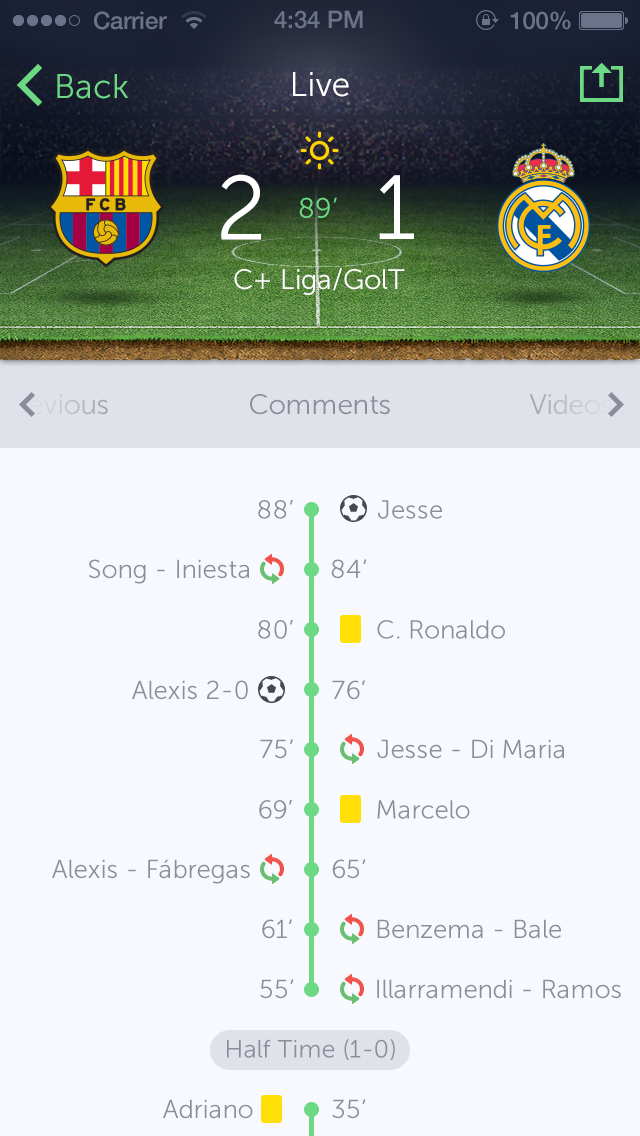 Carrier 4:34 PM 100%
Back Live
FCB
2 89’ 1
C+ Liga/GolT
evious Comments Videos
88’ Jesse
Song - Iniesta 84’
80’ C. Ronaldo
Alexis 2-0 76’
75’ Jesse - Di Maria
69’ Marcelo
Alexis - Fábregas 65’
61’ Benzema - Bale
55’ Illarramendi - Ramos
Half Time (1-0)
Adriano 35’